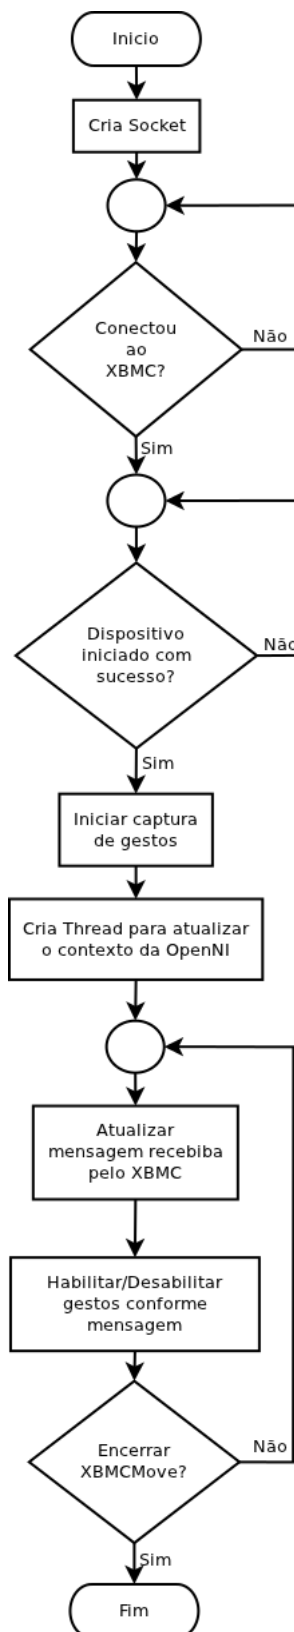 Inicio
Cria Socket
Conectou
ao
XBMC?
Não
Sim
Dispositivo
iniciado com
sucesso?
Não
Sim
Iniciar captura
de gestos
Cria Thread para atualizar
o contexto da OpenNI
Atualizar
mensagem recebiba
pelo XBMC
Habilitar/Desabilitar
gestos conforme
mensagem
Encerrar
XBMCMove?
Não
Sim
Fim